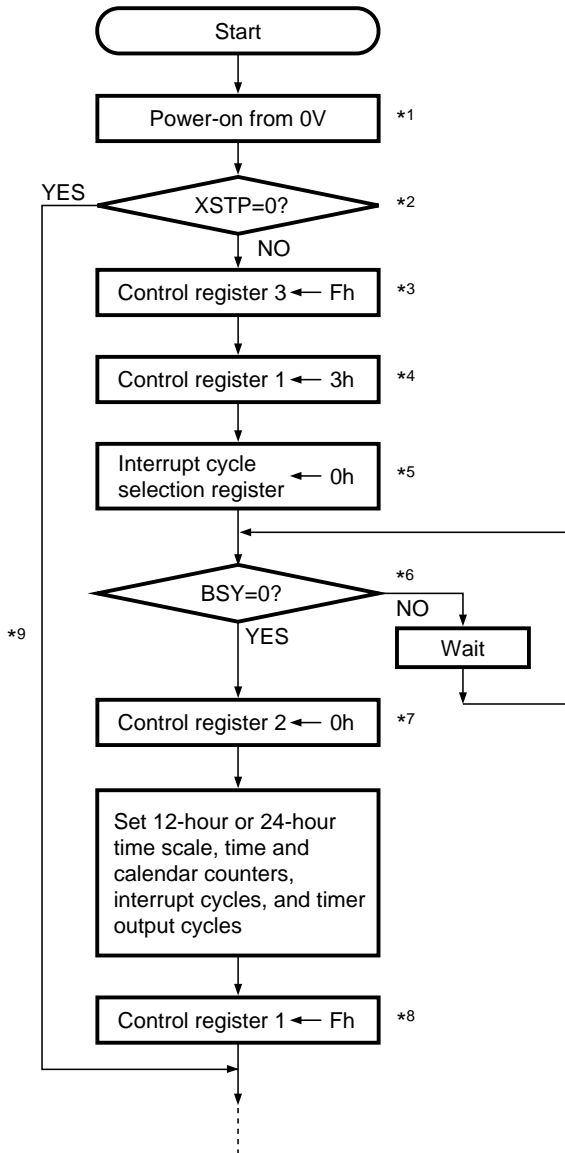 Start
Power-on from 0V
*1
YES
XSTP=0?
*2
NO
Control register 3 ← Fh
*3
Control register 1 ← 3h
*4
Interrupt cycle
selection register ← 0h
*5
BSY=0?
*6
NO
YES
*9
Wait
Control register 2 ← 0h
*7
Set 12-hour or 24-hour
time scale, time and
calendar counters,
interrupt cycles, and timer
output cycles
Control register 1 ← Fh
*8